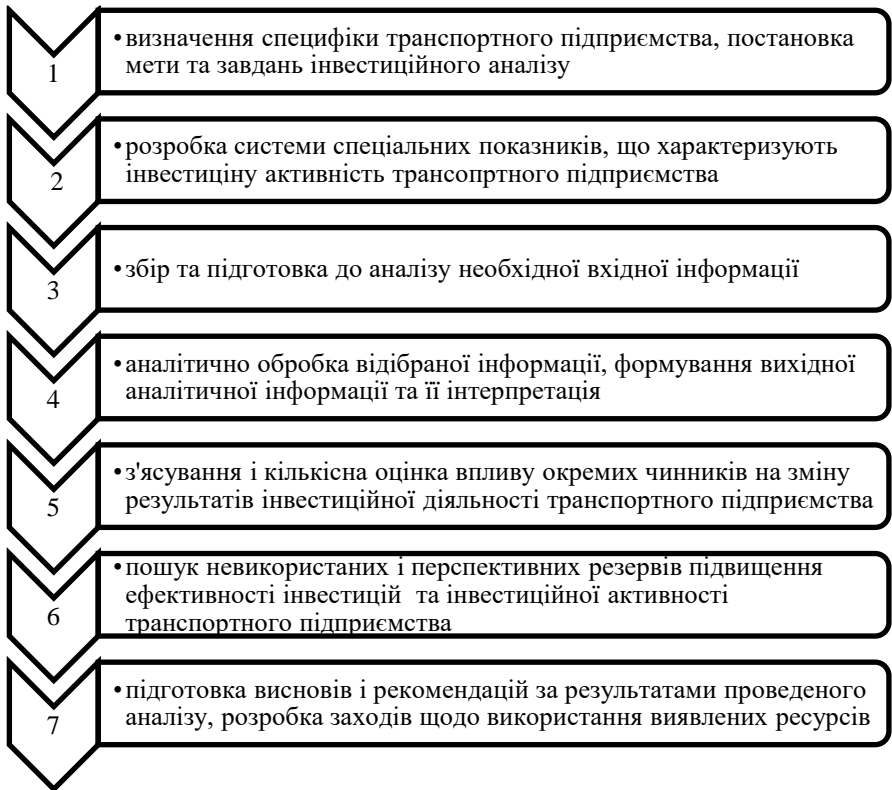 1
•визначення специфіки транспортного підприємства, постановка
мети та завдань інвестиційного аналізу
2
•розробка системи спеціальних показників, що характеризують
інвестиціну активність трансопртного підприємства
3
•збір та підготовка до аналізу необхідної вхідної інформації
4
•аналітично обробка відібраної інформації, формування вихідної
аналітичної інформації та її інтерпретація
5
•з'ясування і кількісна оцінка впливу окремих чинників на зміну
результатів інвестиційної діяльності транспортного підприємства
6
•пошук невикористаних і перспективних резервів підвищення
ефективності інвестицій та інвестиційної активності
транспортного підприємства
7
•підготовка висновів і рекомендацій за результатами проведеного
аналізу, розробка заходів щодо використання виявлених ресурсів